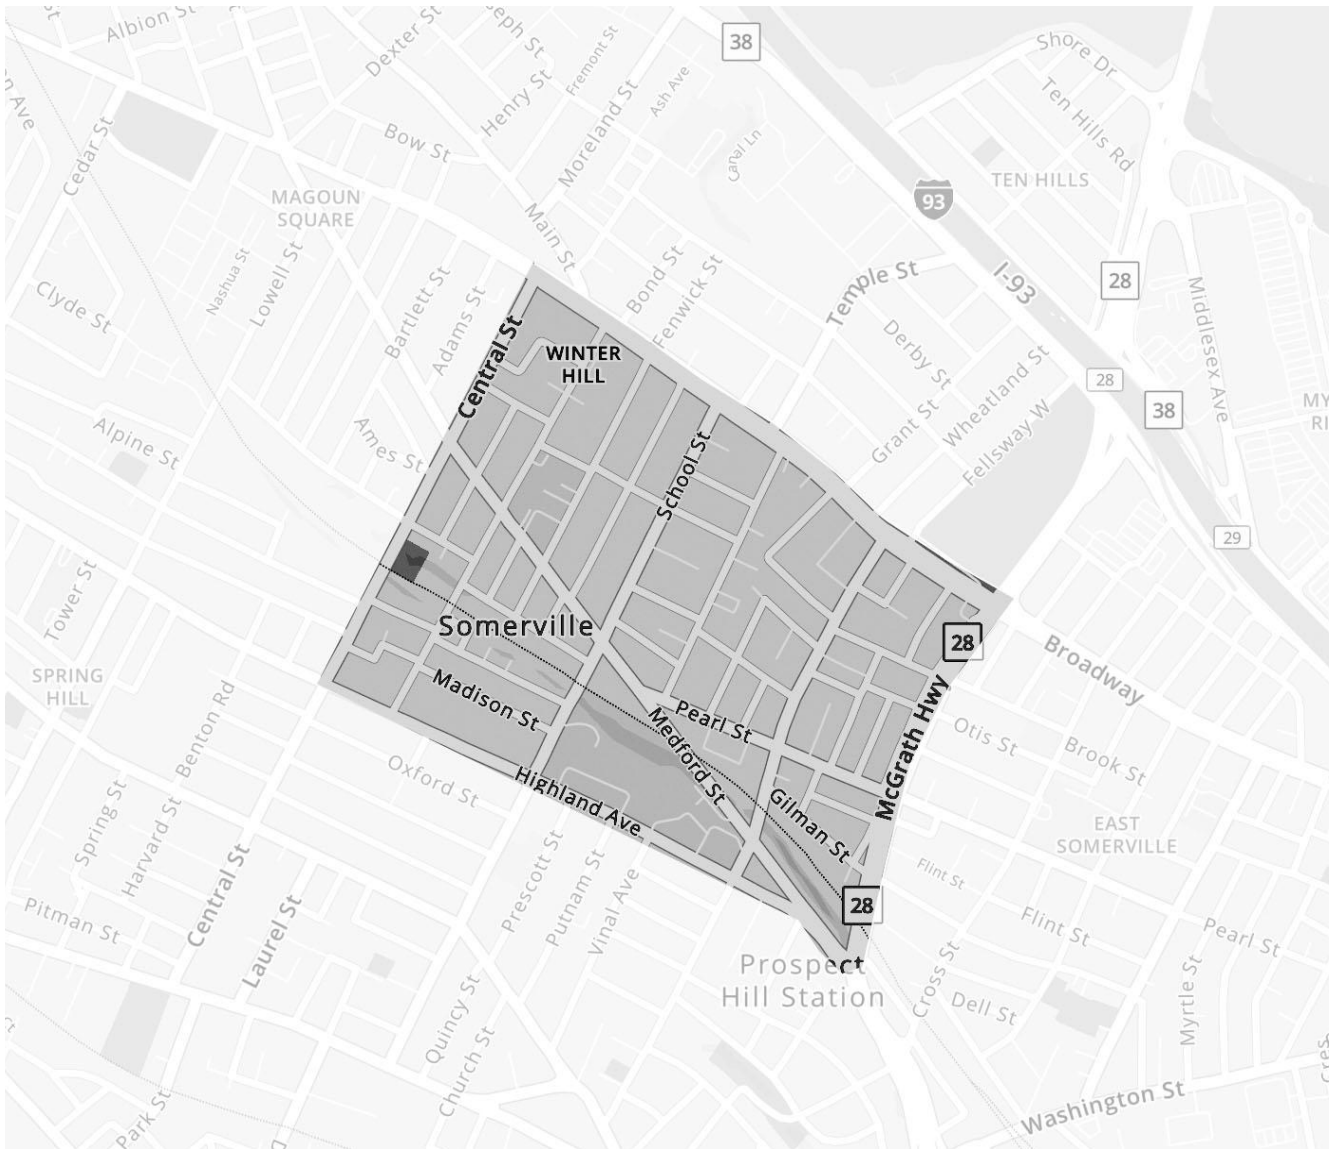 Albion St
Dexter St
Joseph St
Fremont St
38
Shore Dr
Henry St
Moreland St
Ash Ave
Ten Hills Rd
Cedar St
Bow St
Canal Ln
MAGOUN
SQUARE
TEN HILLS
93
Main St
Nashua St
Lowell St
Bartlett St
Adams St
Bond St
Fenwick St
Temple St
I-93
28
Middlesex Ave
Clyde St
Central St
WINTER
HILL
Derby St
Wheatland St
28
38
Grant St
Fellsway W
Alpine St
Ames St
School St
29
Tower St
Somerville
28
Broadway
SPRING
HILL
Benton Rd
Madison St
Pearl St
McGrath Hwy
Otis St
Brook St
Medford St
Oxford St
Highland Ave
Gilman St
EAST
SOMERVILLE
Spring St
Harvard St
Prescott St
Putnam St
Vinal Ave
Flint St
28
Flint St
Pearl St
Pitman St
Central St
Laurel St
Prospect
Hill Station
Cross St
Dell St
Myrtle St
Quincy St
Church St
Park St
Washington St